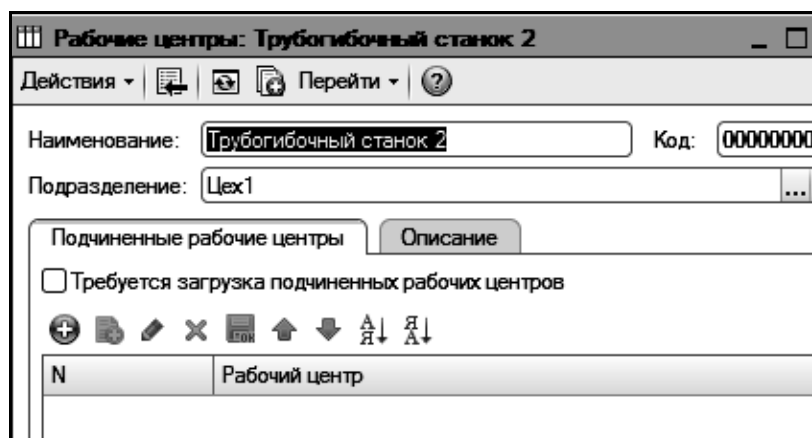 Рабочие центры: Трубогибочный станок 2
Действия Перейти
Наименование: Трубогибочный станок 2 Код: 00000000
Подразделение: Цех1 ...
Подчиненные рабочие центры Описание
Требуется загрузка подчиненных рабочих центров
N Рабочий центр